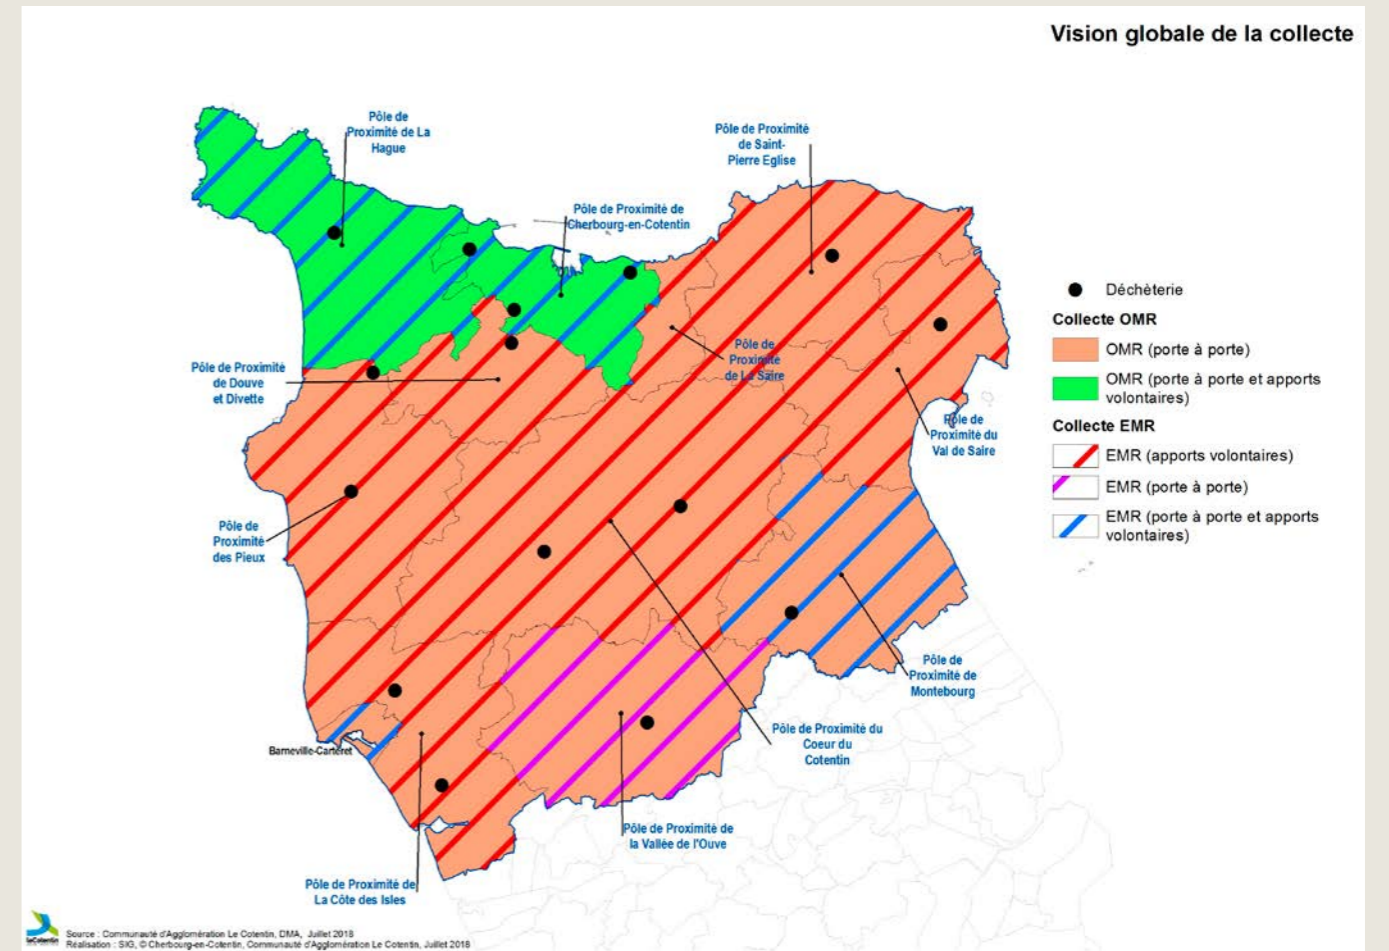 Vision globale de la collecte
Pôle de
Proximité de La
Hague
Pôle de Proximité
de Saint-
Pierre Eglise
Pôle de Proximité de
Cherbourg-en-Cotentin
Déchèterie
Collecte OMR
OMR (porte à porte)
OMR (porte à porte et apports
volontaires)
Collecte EMR
EMR (apports volontaires)
EMR (porte à porte)
EMR (porte à porte et apports
volontaires)
Pôle de
Proximité
de La Saire
Pôle de Proximité
de Douve
et Divette
Pôle de
Proximité du
Val de Saire
Pôle de
Proximité
des Pieux
Pôle de
Proximité de
Montebourg
Barneville-Carteret
Pôle de Proximité du
Coeur du
Cotentin
Pôle de Proximité de
la Vallée de l'Ouve
Pôle de Proximité de
La Côte des Isles
leCotentin
Source : Communauté d'Agglomération Le Cotentin, DMA, Juillet 2018
Réalisation : SIG, © Cherbourg-en-Cotentin, Communauté d'Agglomération Le Cotentin, Juillet 2018